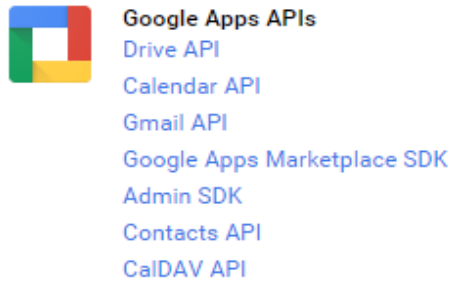 Google Apps APIs
Drive API
Calendar API
Gmail API
Google Apps Marketplace SDK
Admin SDK
Contacts API
CalDAV API